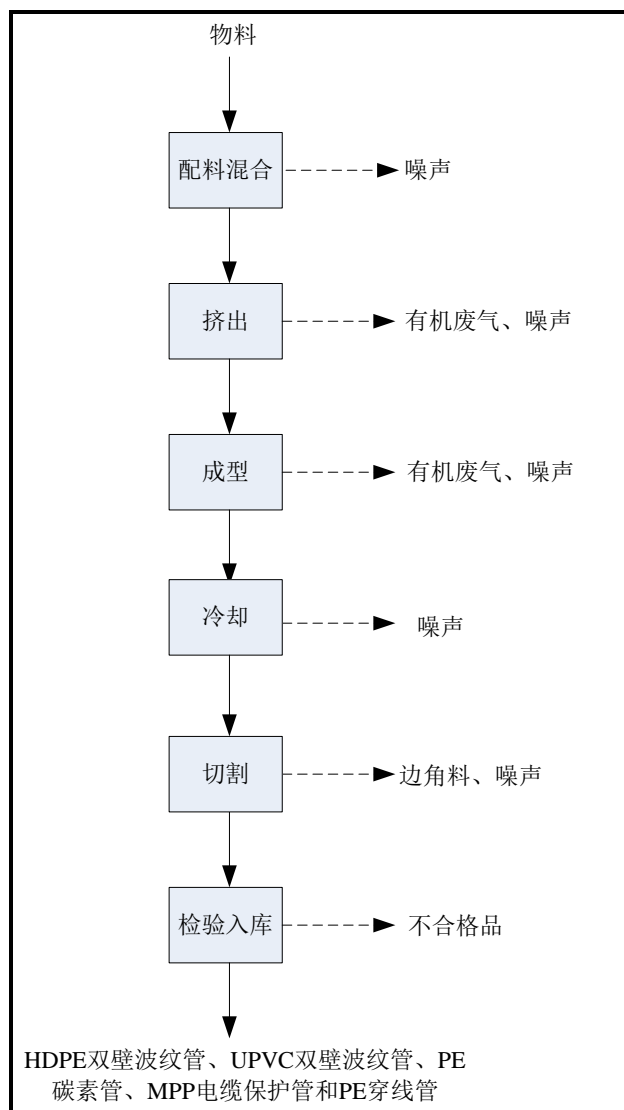 物料
配料混合
噪声
挤出
有机废气、噪声
成型
有机废气、噪声
冷却
噪声
切割
边角料、噪声
检验入库
不合格品
HDPE双壁波纹管、UPVC双壁波纹管、PE
碳素管、MPP电缆保护管和PE穿线管